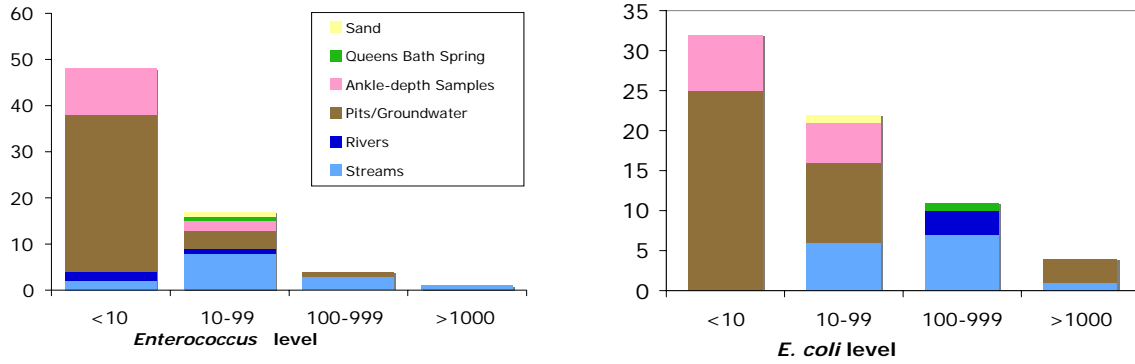 60
50
40
30
20
10
0
<10 10-99 100-999 >1000
Enterococcus level
Sand
Queens Bath Spring
Ankle-depth Samples
Pits/Groundwater
Rivers
Streams
35
30
25
20
15
10
5
0
<10 10-99 100-999 >1000
E. coli level